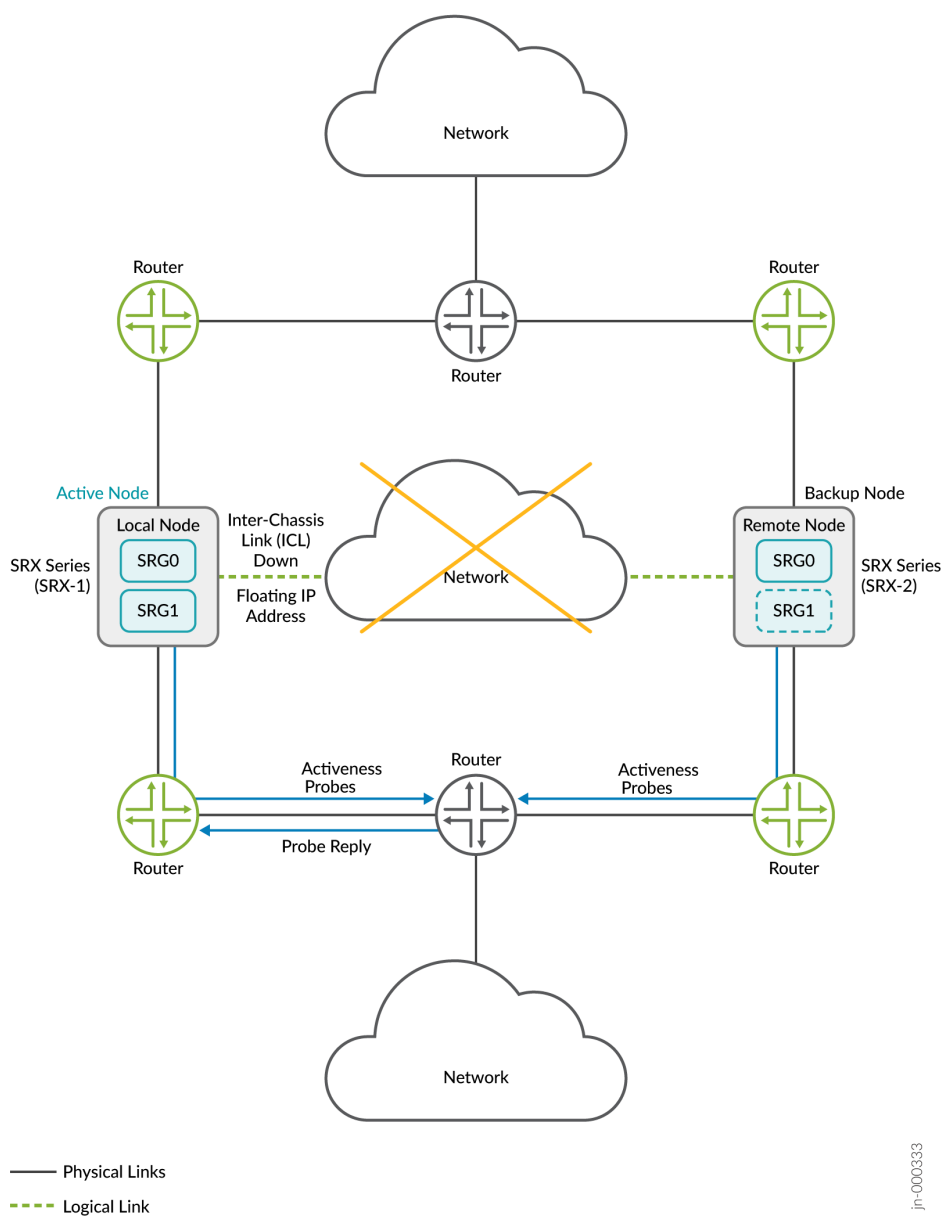 Network
Router
Router
Router
Active Node
Backup Node
Local Node
SRG0
SRG1
SRX Series
(SRX-1)
Inter-Chassis
Link (ICL)
Down
Floating IP
Address
Network
Remote Node
SRG0
SRG1
SRX Series
(SRX-2)
Activeness
Probes
Router
Activeness
Probes
Probe Reply
Router
Router
Network
Physical Links
Logical Link
jn-000333